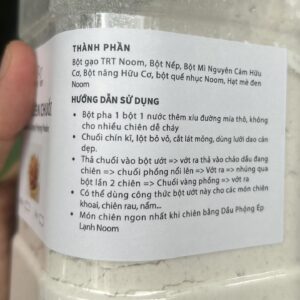 THÀNH PHẦN
Bột gạo TRT Noom, Bột Nếp, Bột Mì Nguyên Cám Hữu
Cơ, Bột năng Hữu Cơ, bột quế nhục Noom, Hạt mè đen
Noom
HƯỚNG DẪN SỬ DỤNG
• Bột pha 1 bột 1 nước thêm xíu đường mía thô, không
cho nhiều chiên dễ cháy
• Chuối chín kĩ, lột bỏ vỏ, cắt lát mỏng, dùng lưỡi dao cán
dẹp.
• Thả chuối vào bột ướt => vớt ra thả vào chảo dầu đang
chiên => chuối phồng nổi lên => Vớt ra => nhúng qua
bột lần 2 chiên => Chuối vàng phồng => vớt ra
• Có thể dùng công thức bột ướt này cho các món chiên
khoai, chiên rau, nấm...
• Món chiên ngon nhất khi chiên bằng Dầu Phộng Ép
Lạnh Noom